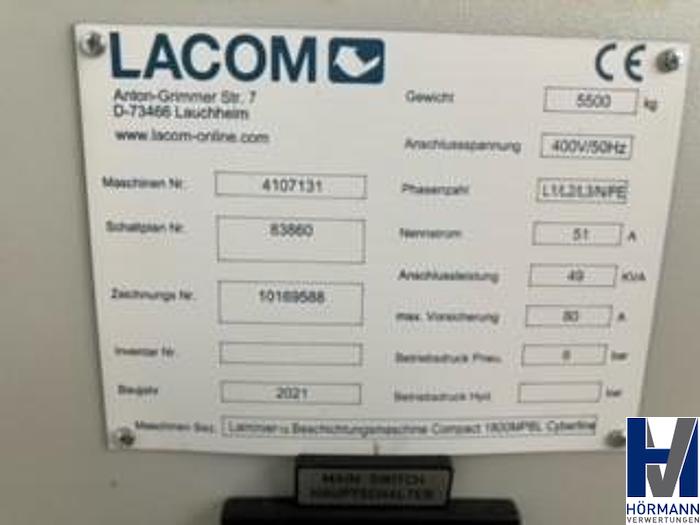 LACOM
CE
Anton-Grimmer Str. 7
D-73466 Lauchheim
www.lacom-online.com
Maschinen Nr. 4107131
Schaltplan Nr. 83860
Zeichnungs Nr. 10169588
Inventar Nr.
Baujahr 2021
Gewicht 5500 kg
Anschlussspannung 400V/50Hz
Phasenzahl L1/L2/L3/N/PE
Nennstrom 51 A
Anschlussleistung 49 KVA
max. Vorsicherung 80 A
Betriebsdruck Pneu. 6 bar
Betriebsdruck Hyd. bar
Maschinen Bez. Laminier u. Beschichtungsmaschine Compact 1800MPBL Cyberline
MAIN SWITCH
HAUPTSCHALTER
HV
HÖRMANN
VERWERTUNGEN